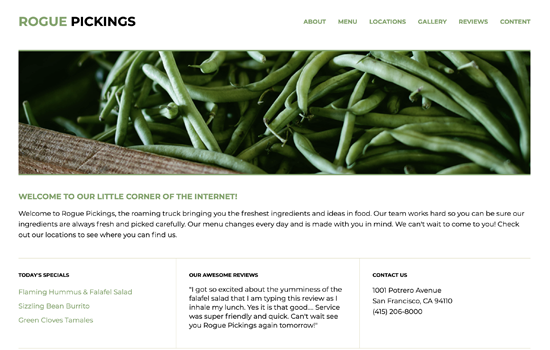 ROGUE PICKINGS
ABOUT MENU LOCATIONS GALLERY REVIEWS CONTENT
WELCOME TO OUR LITTLE CORNER OF THE INTERNET!
Welcome to Rogue Pickings, the roaming truck bringing you the freshest ingredients and ideas in food. Our team works hard so you can be sure our
ingredients are always fresh and picked carefully. Our menu changes every day and is made with you in mind. We can't wait to come to you! Check
out our locations to see where you can find us.
TODAY'S SPECIALS
Flaming Hummus & Falafel Salad
Sizzling Bean Burrito
Green Cloves Tamales
OUR AWESOME REVIEWS
"I got so excited about the yumminess of the
falafel salad that I am typing this review as I
inhale my lunch. Yes it is that good... Service
was super friendly and quick. Can't wait see
you Rogue Pickings again tomorrow!"
CONTACT US
1001 Potrero Avenue
San Francisco, CA 94110
(415) 206-8000